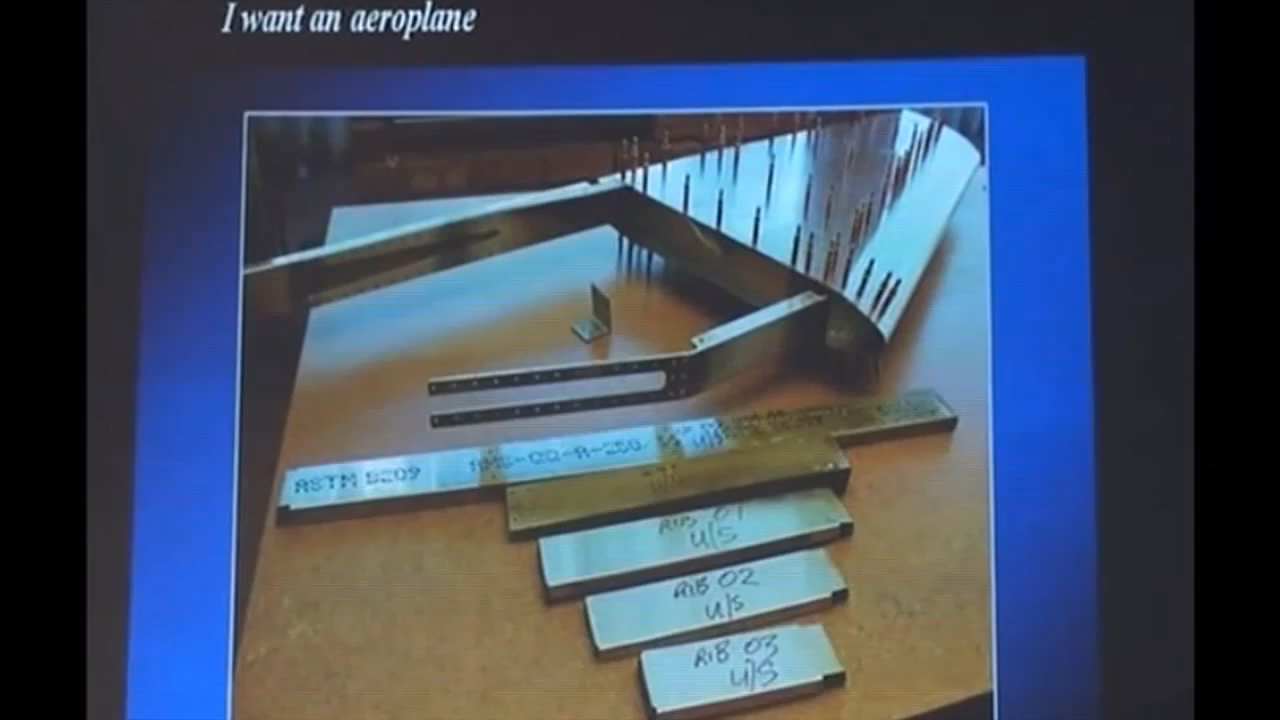 I want an aeroplane
ASTM B209
U/S
RIB 01
U/S
RIB 02
U/S
RIB 03
U/S